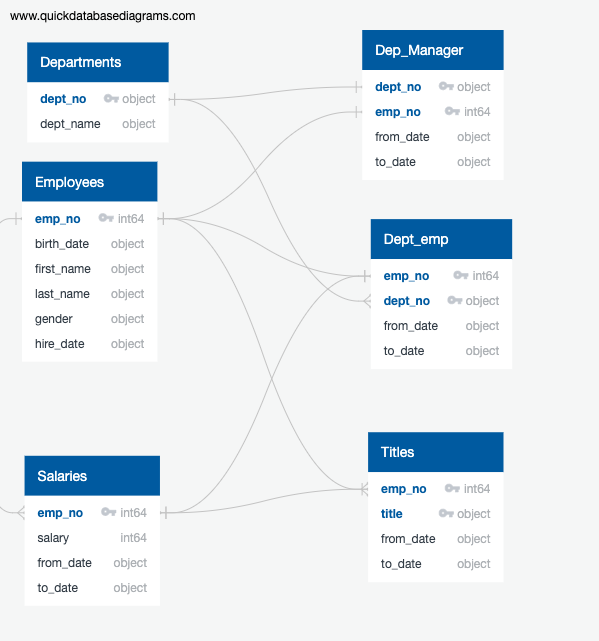 www.quickdatabasediagrams.com
Departments
dept_no object
dept_name object
Employees
emp_no int64
birth_date object
first_name object
last_name object
gender object
hire_date object
Salaries
emp_no int64
salary int64
from_date object
to_date object
Dep_Manager
dept_no object
emp_no int64
from_date object
to_date object
Dept_emp
emp_no int64
dept_no object
from_date object
to_date object
Titles
emp_no int64
title object
from_date object
to_date object